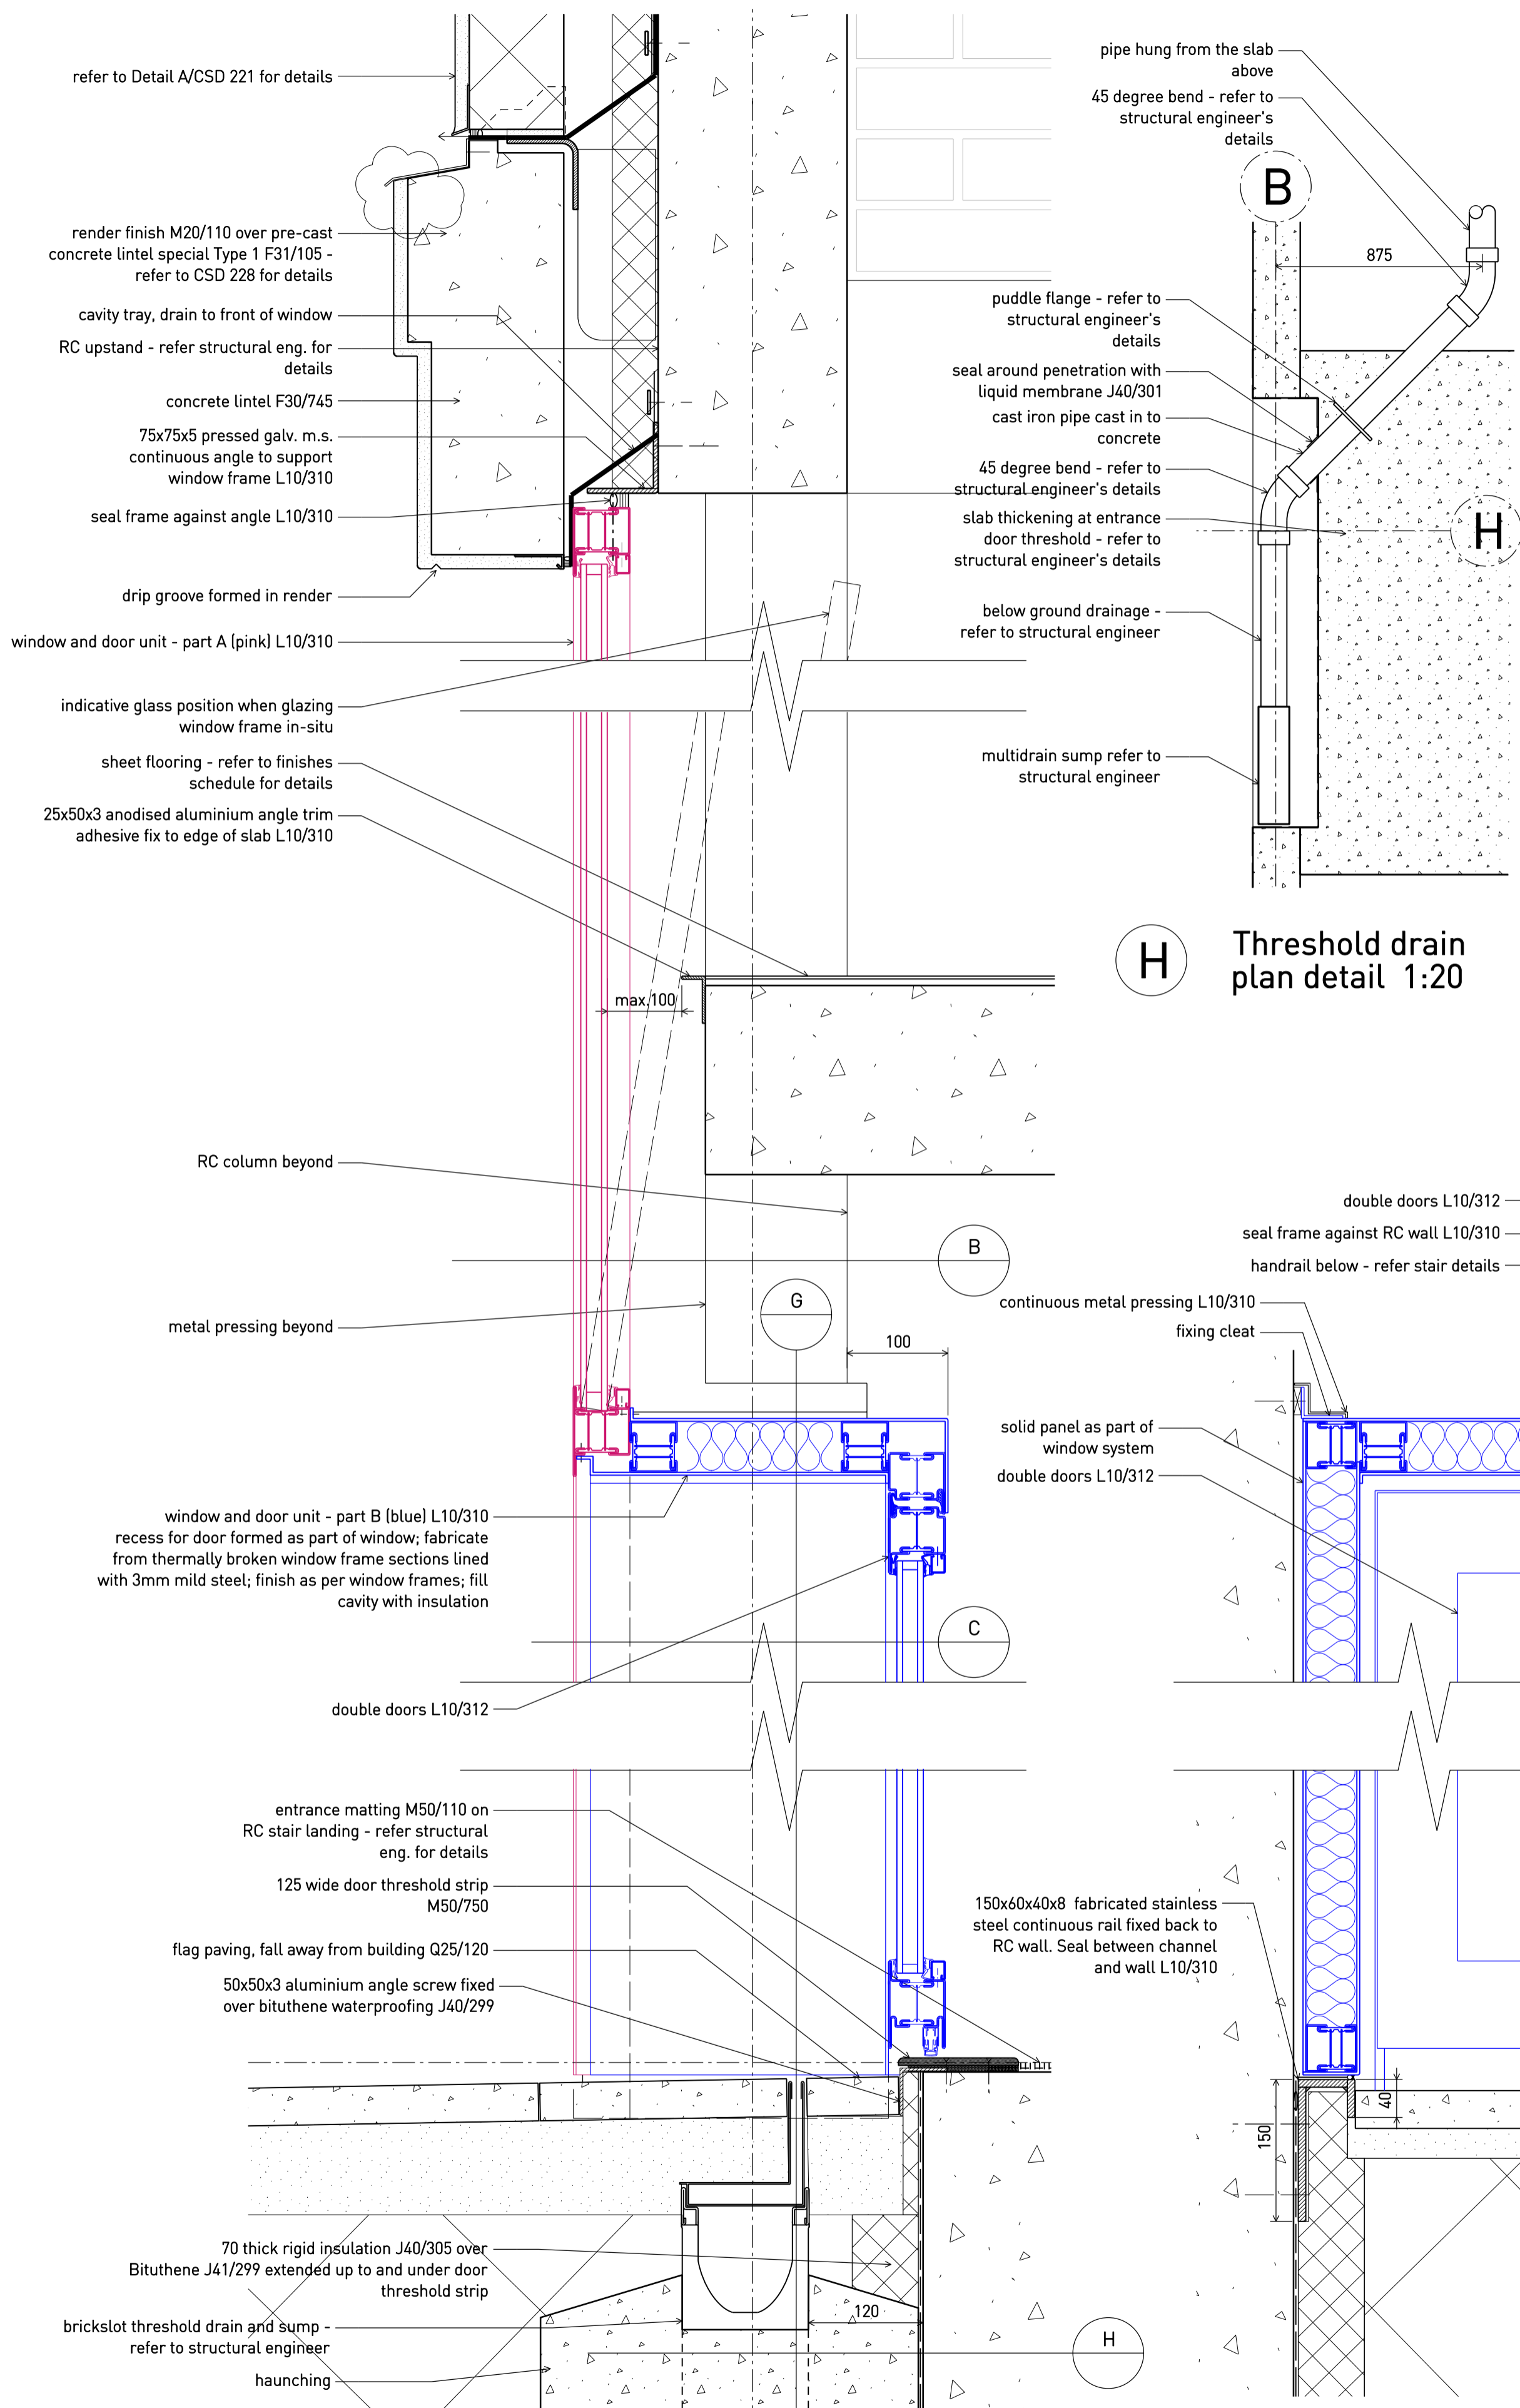 refer to Detail A/CSD 221 for details
render finish M20/110 over pre-cast
concrete lintel special Type 1 F31/105 -
refer to CSD 228 for details
cavity tray, drain to front of window
RC upstand - refer structural eng. for
details
concrete lintel F30/745
75x75x5 pressed galv. m.s.
continuous angle to support
window frame L10/310
seal frame against angle L10/310
drip groove formed in render
window and door unit - part A (pink) L10/310
indicative glass position when glazing
window frame in-situ
sheet flooring - refer to finishes
schedule for details
25x50x3 anodised aluminium angle trim
adhesive fix to edge of slab L10/310
max.100
RC column beyond
metal pressing beyond
B
G
100
window and door unit - part B (blue) L10/310
recess for door formed as part of window; fabricate
from thermally broken window frame sections lined
with 3mm mild steel; finish as per window frames; fill
cavity with insulation
C
double doors L10/312
entrance matting M50/110 on
RC stair landing - refer structural
eng. for details
125 wide door threshold strip
M50/750
flag paving, fall away from building Q25/120
50x50x3 aluminium angle screw fixed
over bituthene waterproofing J40/299
70 thick rigid insulation J40/305 over
Bituthene J41/299 extended up to and under door
threshold strip
brickslot threshold drain and sump -
refer to structural engineer
haunching
120
H
pipe hung from the slab
above
45 degree bend - refer to
structural engineer's
details
B
875
puddle flange - refer to
structural engineer's
details
seal around penetration with
liquid membrane J40/301
cast iron pipe cast in to
concrete
45 degree bend - refer to
structural engineer's details
slab thickening at entrance
door threshold - refer to
structural engineer's details
H
below ground drainage -
refer to structural engineer
multidrain sump refer to
structural engineer
H
Threshold drain
plan detail 1:20
double doors L10/312
seal frame against RC wall L10/310
handrail below - refer stair details
continuous metal pressing L10/310
fixing cleat
solid panel as part of
window system
double doors L10/312
150x60x40x8 fabricated stainless
steel continuous rail fixed back to
RC wall. Seal between channel
and wall L10/310
150
40